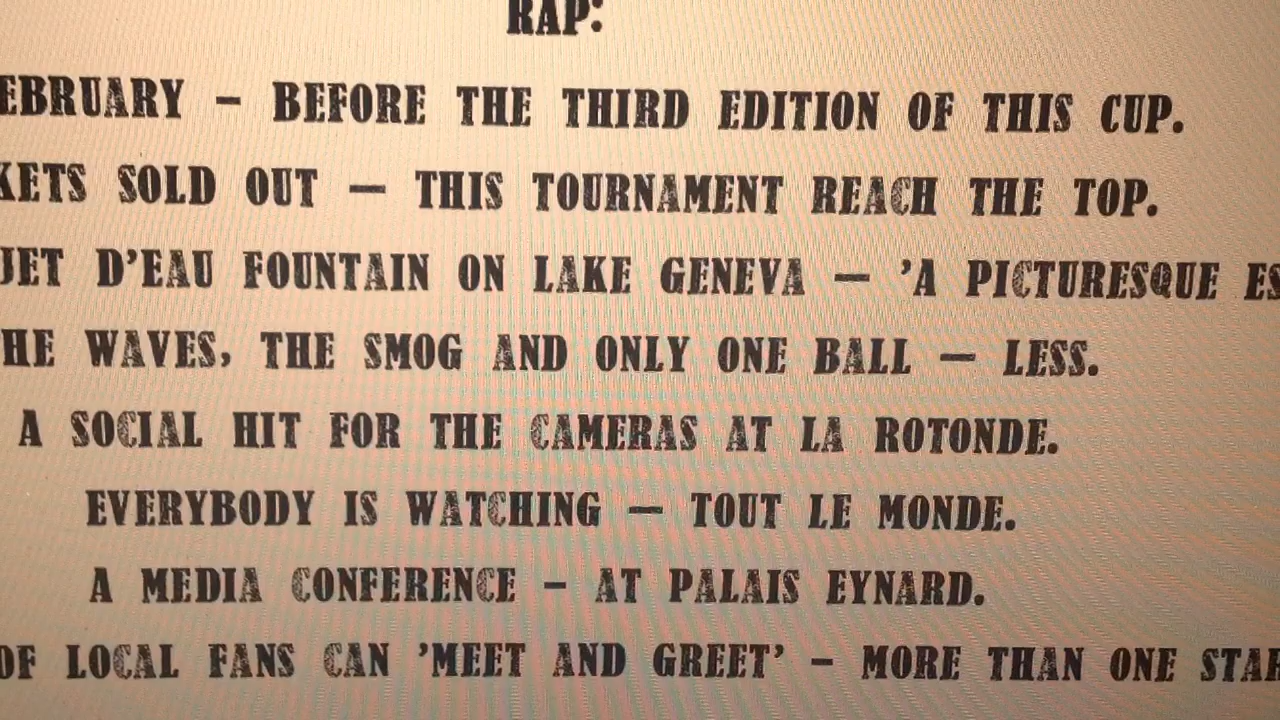 RAP:
EBRUARY – BEFORE THE THIRD EDITION OF THIS CUP.
KETS SOLD OUT — THIS TOURNAMENT REACH THE TOP.
JET D'EAU FOUNTAIN ON LAKE GENEVA — 'A PICTURESQUE ES
HE WAVES, THE SMOG AND ONLY ONE BALL — LESS.
A SOCIAL HIT FOR THE CAMERAS AT LA ROTONDE.
EVERYBODY IS WATCHING — TOUT LE MONDE.
A MEDIA CONFERENCE – AT PALAIS EYNARD.
OF LOCAL FANS CAN 'MEET AND GREET' – MORE THAN ONE STAR